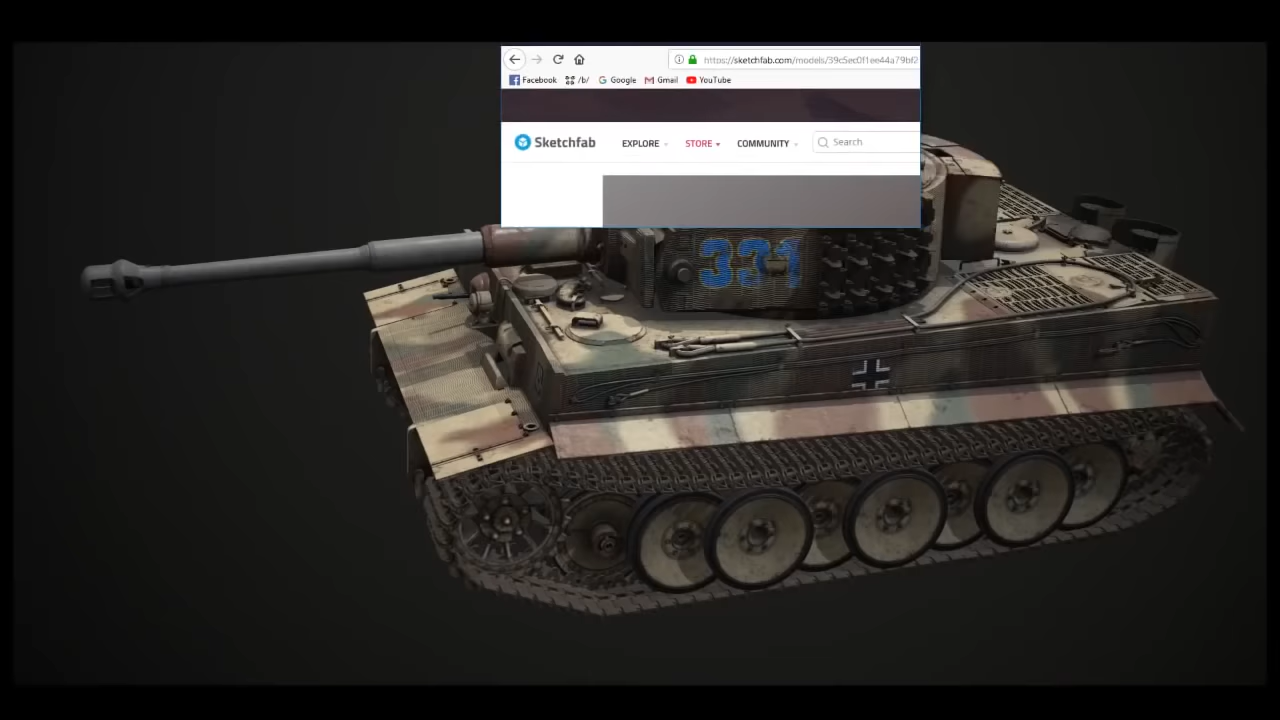 https://sketchfab.com/models/39c5ec0f1ee44a79bf2
Facebook /b/ Google Gmail YouTube
Sketchfab EXPLORE STORE COMMUNITY Search
331